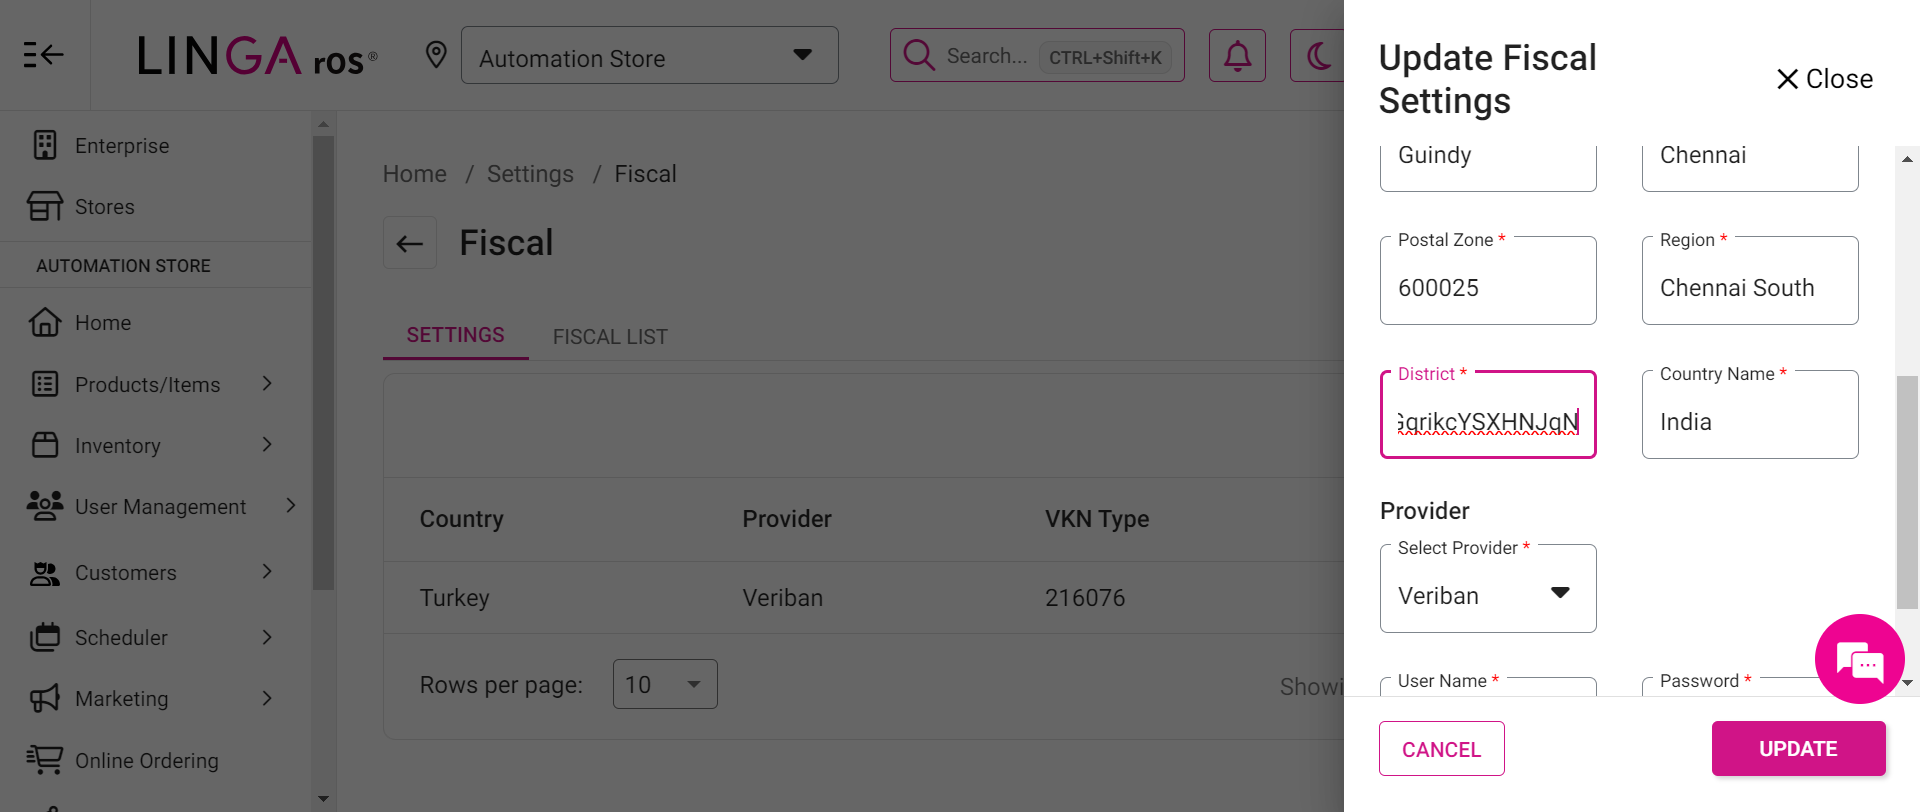 LINGA ros®
Automation Store
Search... CTRL+Shift+K
Enterprise
Stores
AUTOMATION STORE
Home
Products/Items
Inventory
User Management
Customers
Scheduler
Marketing
Online Ordering
Home / Settings / Fiscal
Fiscal
SETTINGS FISCAL LIST
Country Provider VKN Type
Turkey Veriban 216076
Rows per page: 10
Update Fiscal
Settings
Close
Guindy Chennai
Postal Zone * Region *
600025 Chennai South
District * Country Name *
GqrikcYSXHNJqN India
Provider
Select Provider *
Veriban
User Name * Password *
CANCEL UPDATE